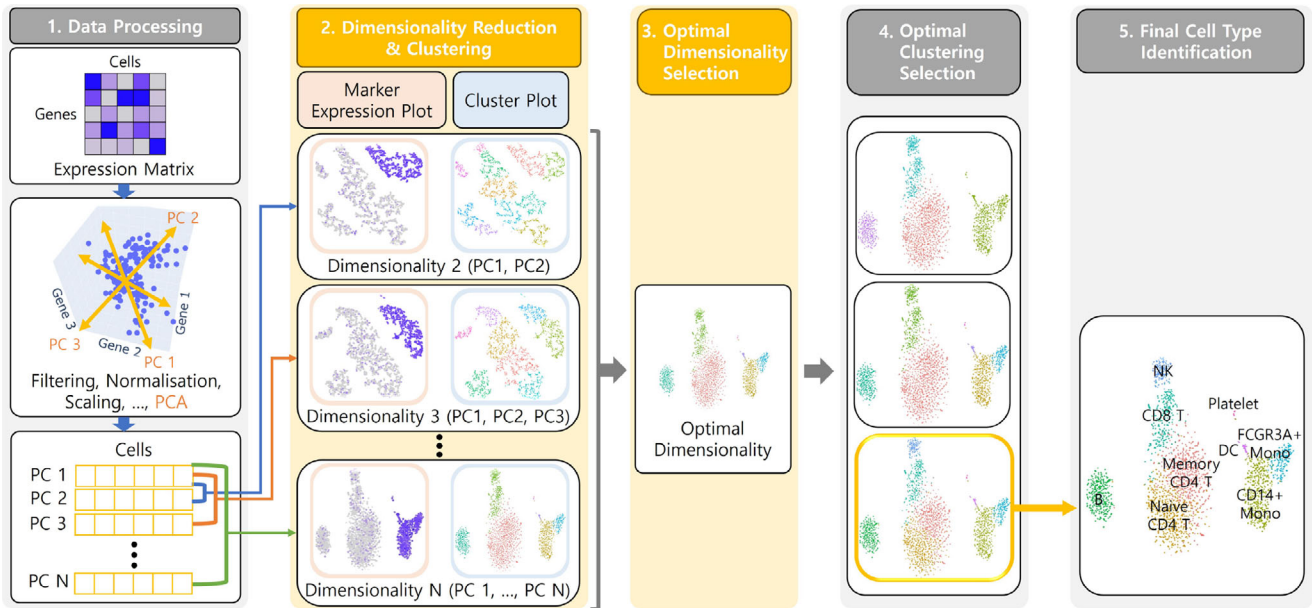 1. Data Processing
Cells
Genes
Expression Matrix
PC 2
Gene 3
Gene 1
PC 3
Gene 2
PC 1
Filtering, Normalisation,
Scaling, ..., PCA
Cells
PC 1
PC 2
PC 3
PC N
2. Dimensionality Reduction
& Clustering
Marker
Expression Plot
Cluster Plot
Dimensionality 2 (PC1, PC2)
Dimensionality 3 (PC1, PC2, PC3)
Dimensionality N (PC 1, ..., PC N)
3. Optimal
Dimensionality
Selection
Optimal
Dimensionality
4. Optimal
Clustering
Selection
5. Final Cell Type
Identification
NK
CD8 T
Platelet
DC
FCGR3A+
Mono
Memory
CD4 T
B
Naive
CD4 T
CD14+
Mono